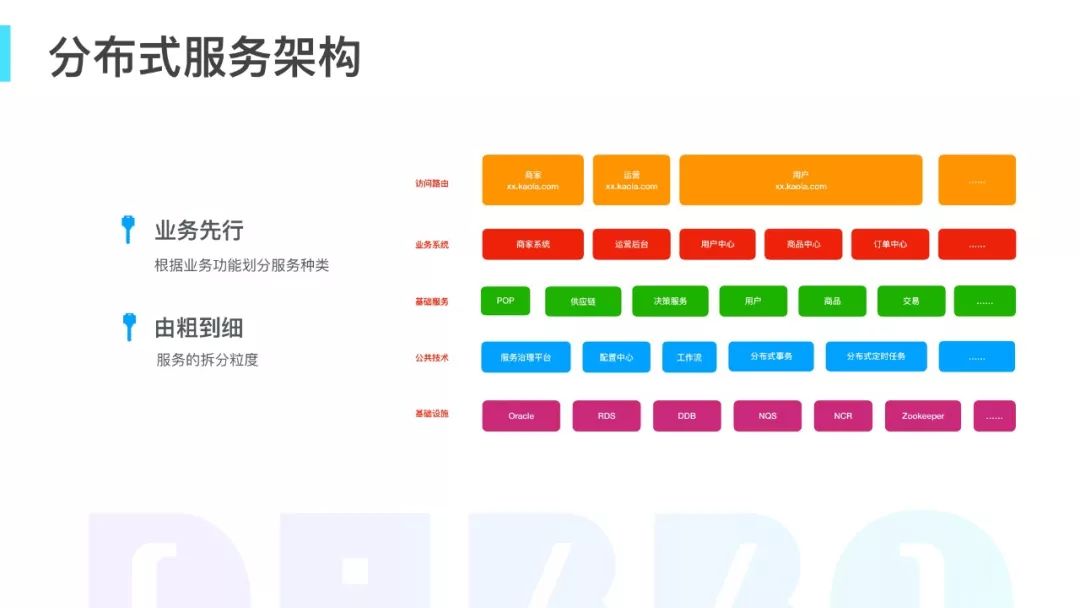 分布式服务架构
业务先行
根据业务功能划分服务种类
由粗到细
服务的拆分粒度
访问路由
商家
xx.kaola.com
运营
xx.kaola.com
用户
xx.kaola.com
......
业务系统
商家系统
运营后台
用户中心
商品中心
订单中心
......
基础服务
POP
供应链
决策服务
用户
商品
交易
......
公共技术
服务治理平台
配置中心
工作流
分布式事务
分布式定时任务
......
基础设施
Oracle
RDS
DDB
NQS
NCR
Zookeeper
......